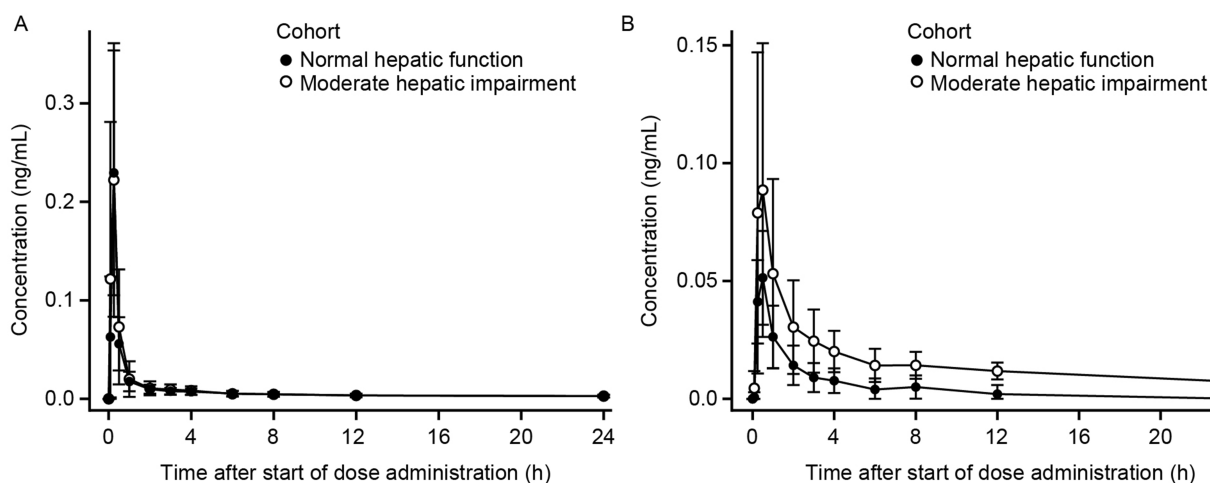 A
Cohort
Normal hepatic function
Moderate hepatic impairment
0.3
0.2
0.1
0.0
Concentration (ng/mL)
0 4 8 12 16 20 24
Time after start of dose administration (h)
B
Cohort
Normal hepatic function
Moderate hepatic impairment
0.15
0.10
0.05
0.00
Concentration (ng/mL)
0 4 8 12 16 20
Time after start of dose administration (h)